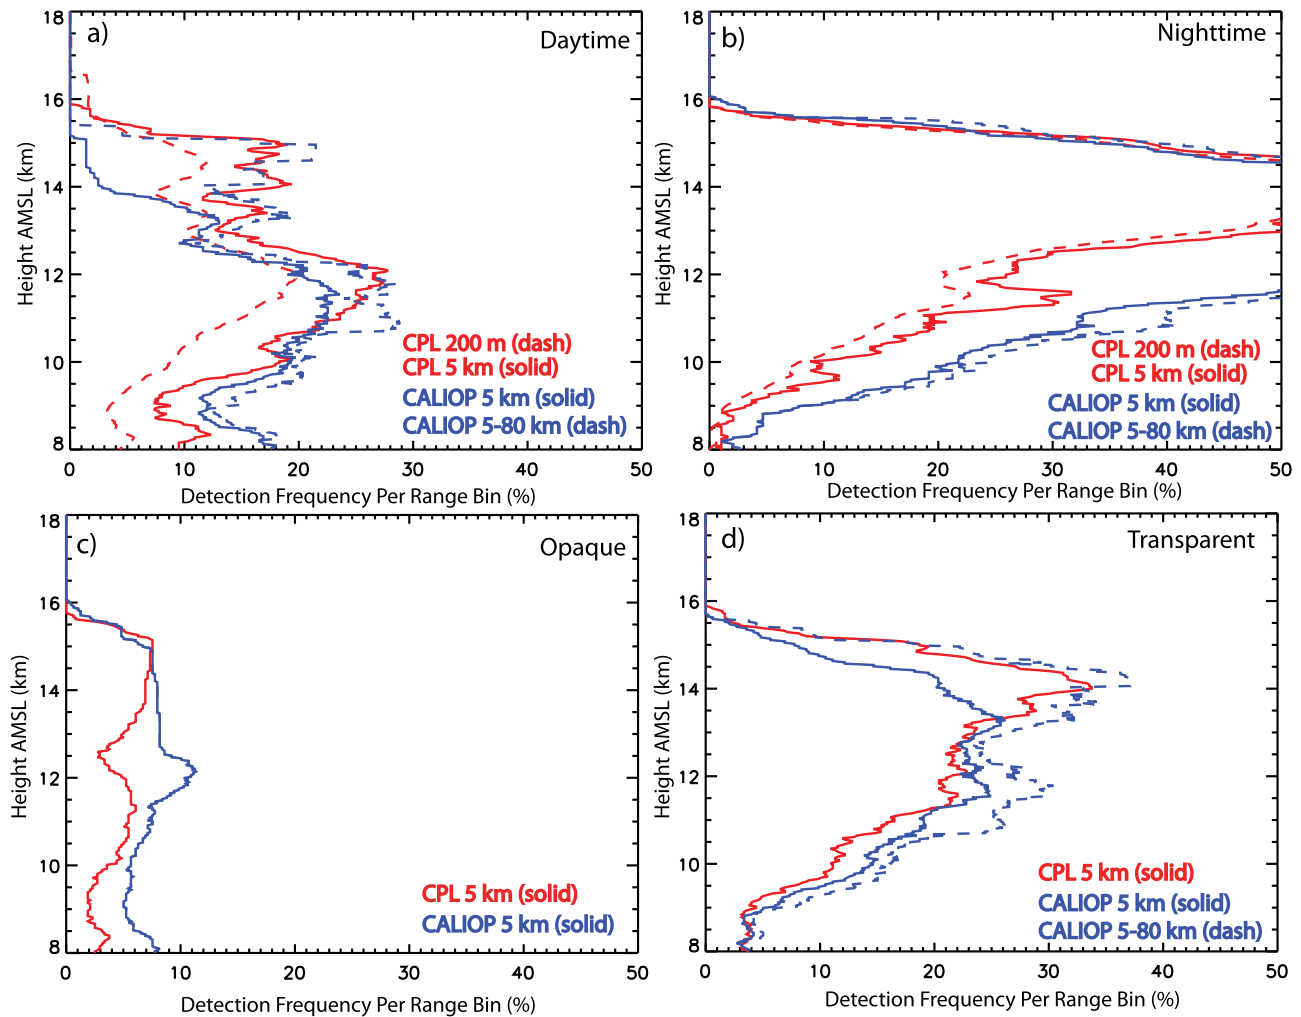 a)
Daytime
18
16
14
12
10
8
Height AMSL (km)
CPL 200 m (dash)
CPL 5 km (solid)
CALIOP 5 km (solid)
CALIOP 5-80 km (dash)
0 10 20 30 40 50
Detection Frequency Per Range Bin (%)
b)
Nighttime
18
16
14
12
10
8
Height AMSL (km)
CPL 200 m (dash)
CPL 5 km (solid)
CALIOP 5 km (solid)
CALIOP 5-80 km (dash)
0 10 20 30 40 50
Detection Frequency Per Range Bin (%)
c)
Opaque
18
16
14
12
10
8
Height AMSL (km)
CPL 5 km (solid)
CALIOP 5 km (solid)
0 10 20 30 40 50
Detection Frequency Per Range Bin (%)
d)
Transparent
18
16
14
12
10
8
Height AMSL (km)
CPL 5 km (solid)
CALIOP 5 km (solid)
CALIOP 5-80 km (dash)
0 10 20 30 40 50
Detection Frequency Per Range Bin (%)